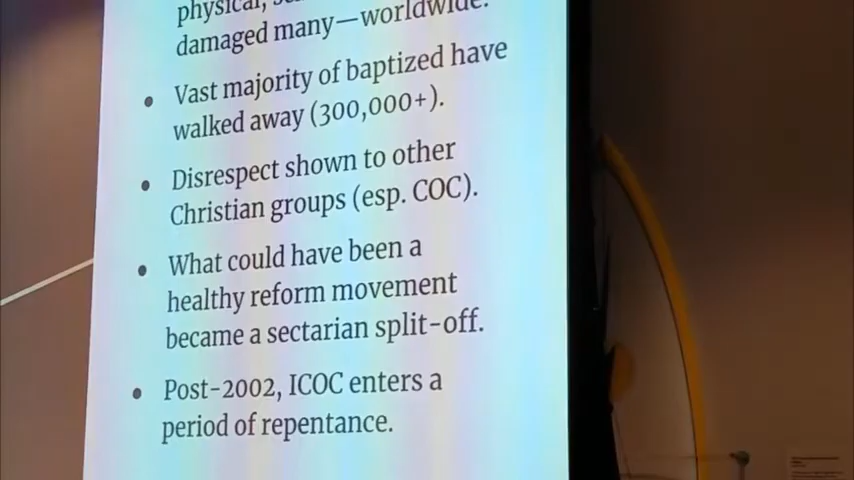 physical,
damaged many—worldwide.
• Vast majority of baptized have
walked away (300,000+).
• Disrespect shown to other
Christian groups (esp. COC).
• What could have been a
healthy reform movement
became a sectarian split-off.
• Post-2002, ICOC enters a
period of repentance.